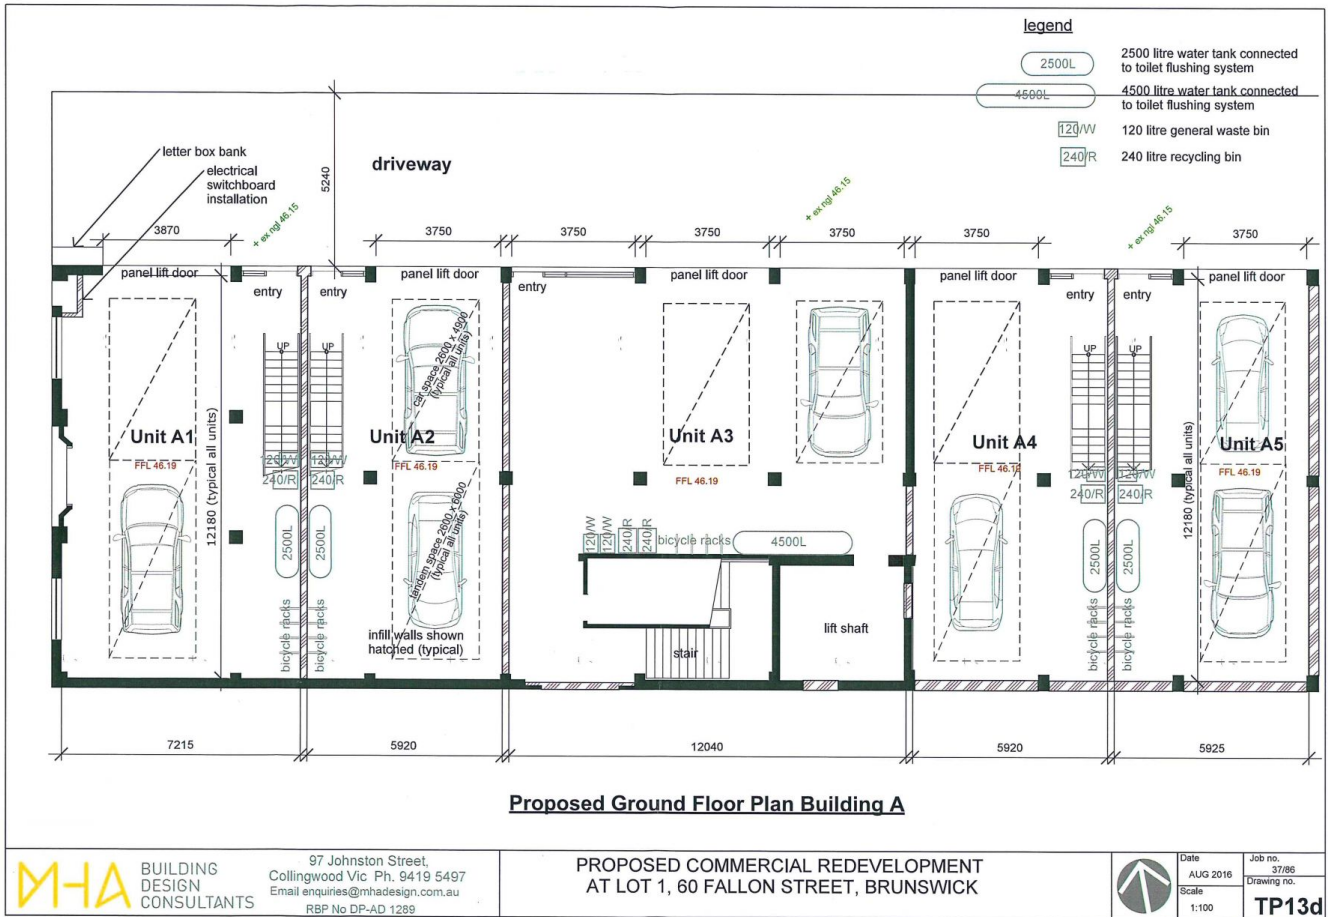 legend
2500L
2500 litre water tank connected
to toilet flushing system
4500L
4500 litre water tank connected
to toilet flushing system
120/W
120 litre general waste bin
240/R
240 litre recycling bin
letter box bank
electrical
switchboard
installation
driveway
5240
+ ex ngl 46.15
+ ex ngl 46.15
+ ex ngl 46.15
3870
3750
3750
3750
3750
3750
3750
panel lift door
panel lift door
panel lift door
panel lift door
panel lift door
entry
entry
entry
entry
entry
UP
UP
UP
UP
car space 2600 x 4900
(typical all units)
Unit A1
Unit A2
Unit A3
Unit A4
Unit A5
12180 (typical all units)
12180 (typical all units)
FFL 46.19
FFL 46.19
FFL 46.19
FFL 46.19
FFL 46.19
120/W
120/W
240/R
240/R
120/W
120/W
240/R
240/R
tandem space 2600 x 6000
(typical all units)
2500L
2500L
120/W
120/W
240/R
240/R
bicycle racks
4500L
2500L
2500L
bicycle racks
bicycle racks
infill walls shown
hatched (typical)
stair
lift shaft
bicycle racks
bicycle racks
7215
5920
12040
5920
5925
Proposed Ground Floor Plan Building A
MHA
BUILDING
DESIGN
CONSULTANTS
97 Johnston Street,
Collingwood Vic Ph. 9419 5497
Email enquiries@mhadesign.com.au
RBP No DP-AD 1289
PROPOSED COMMERCIAL REDEVELOPMENT
AT LOT 1, 60 FALLON STREET, BRUNSWICK
Date
AUG 2016
Scale
1:100
Job no.
37/86
Drawing no.
TP13d